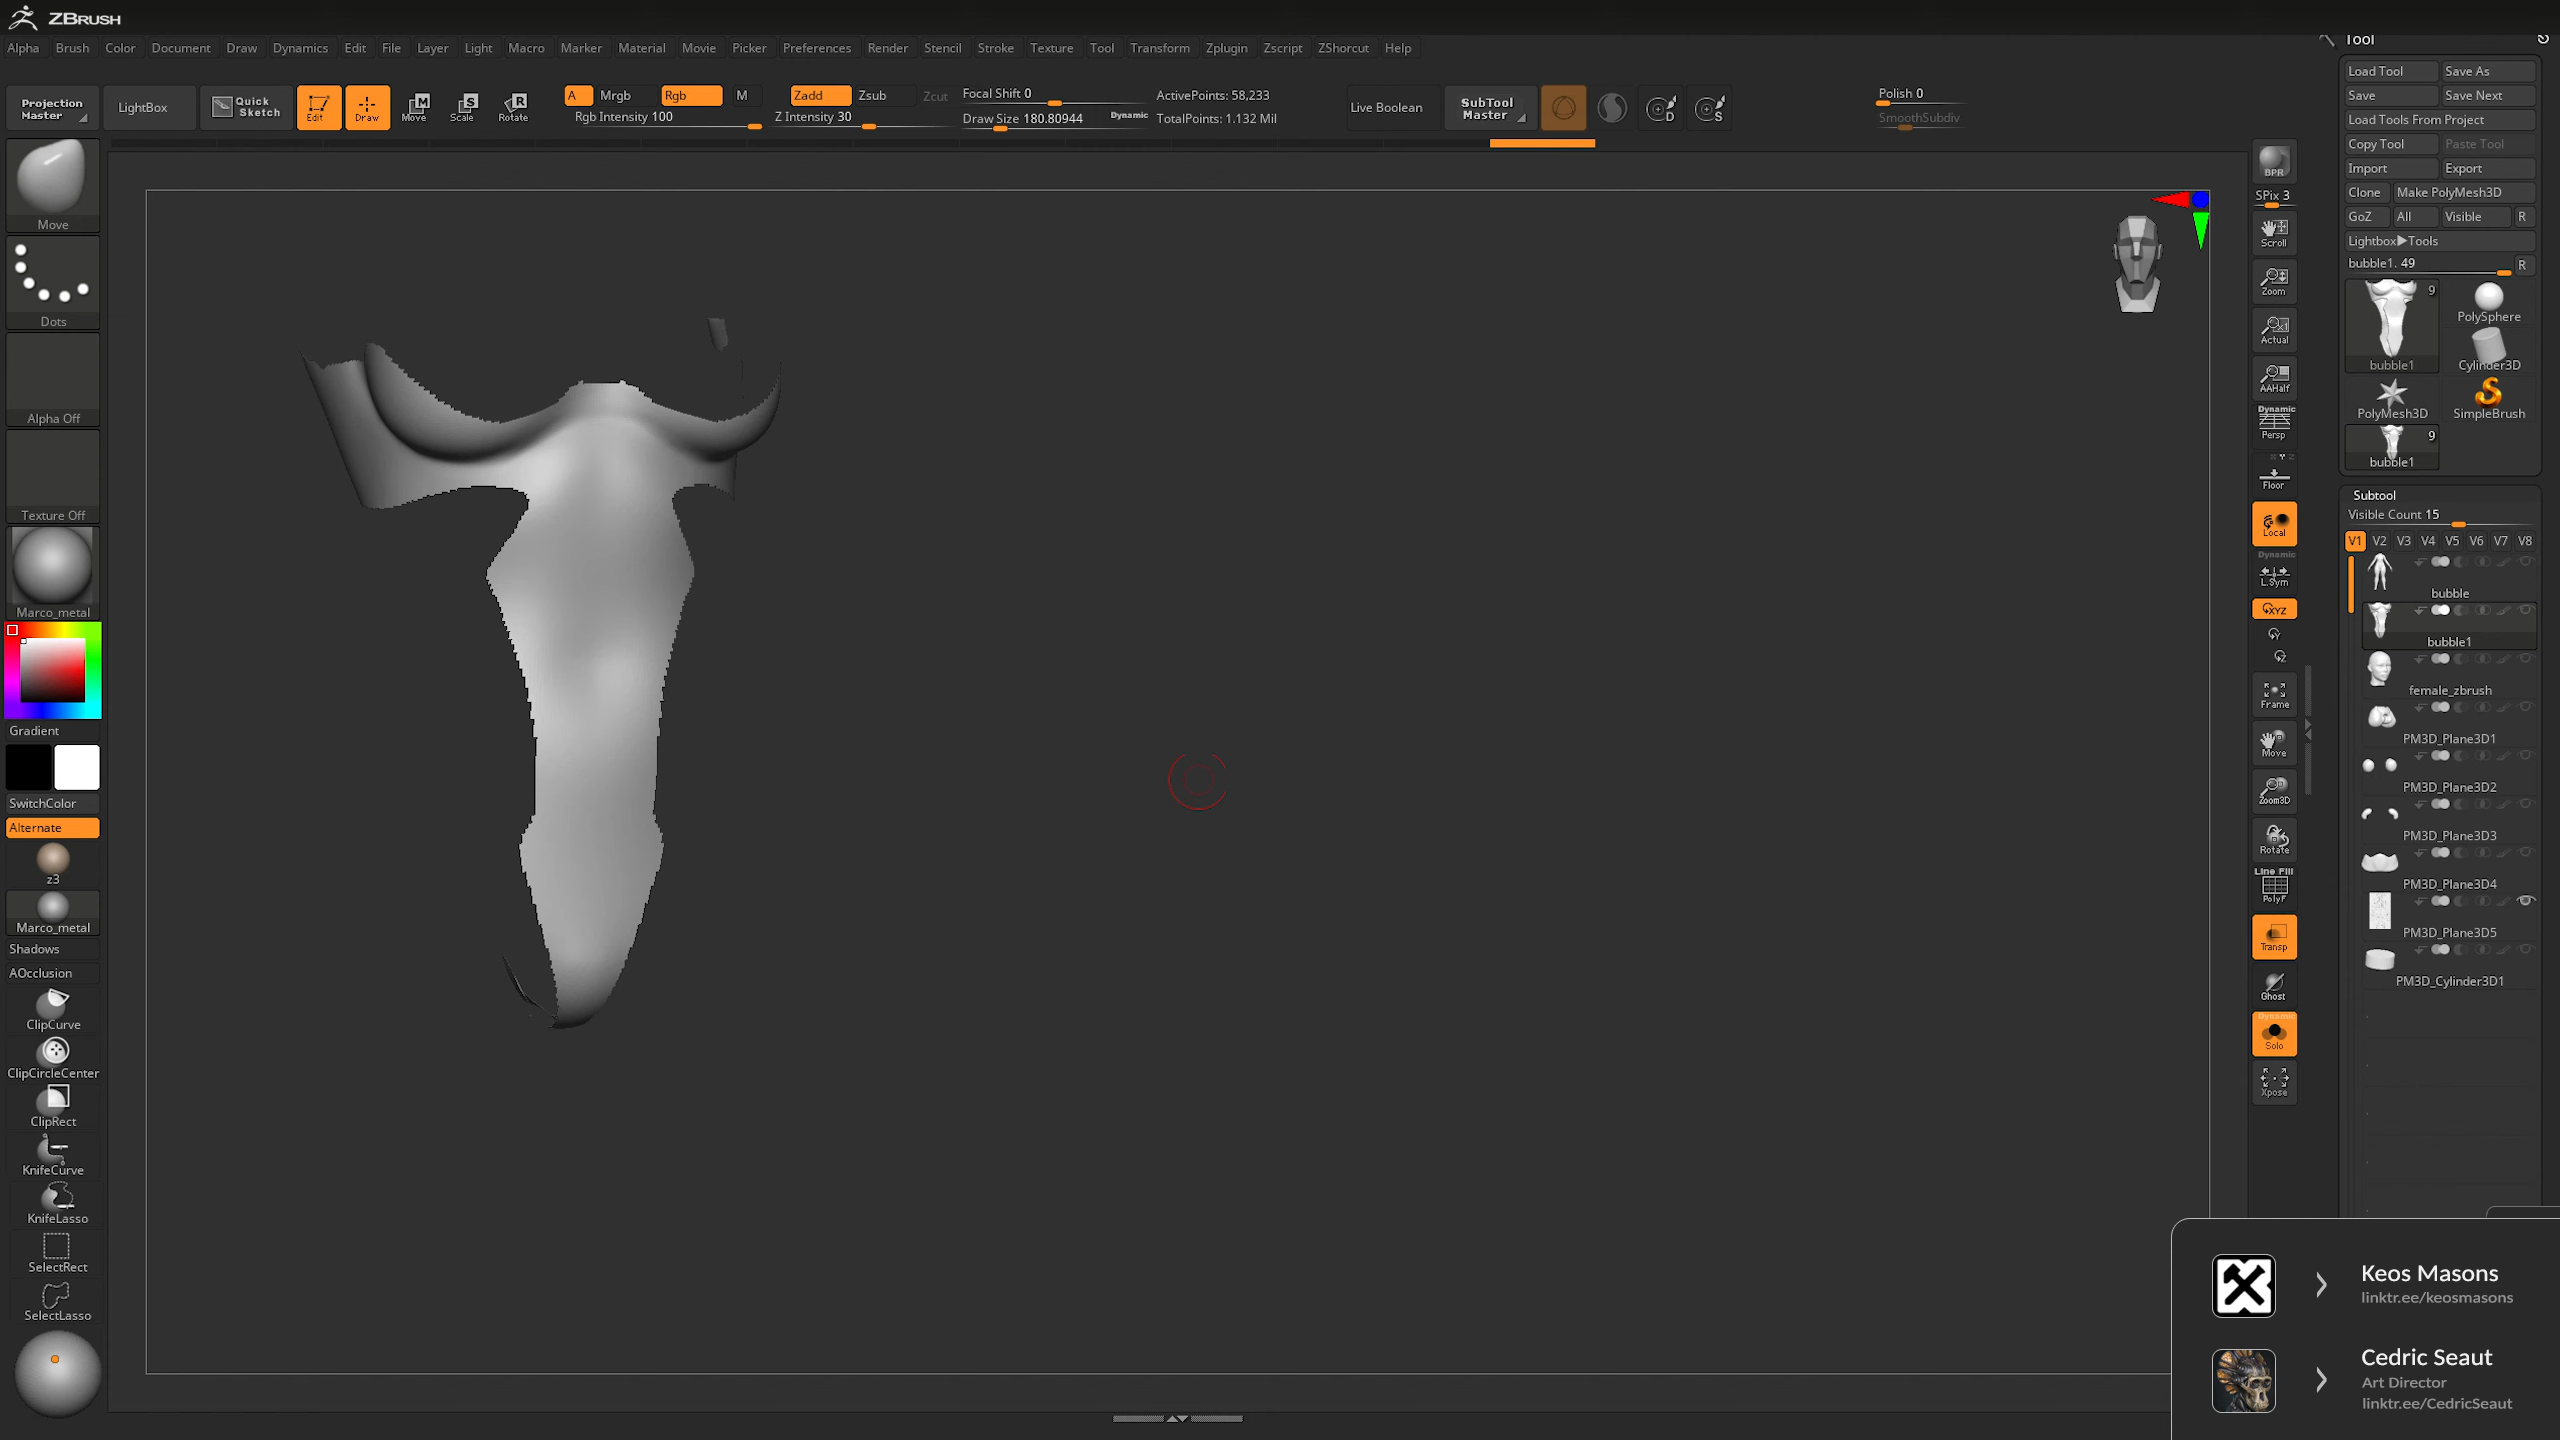 ZBRUSH
Alpha Brush Color Document Draw Dynamics Edit File Layer Light Macro Marker Material Movie Picker Preferences Render Stencil Stroke Texture Tool Transform Zplugin Zscript ZShorcut Help
Projection Master
LightBox
Quick Sketch
Edit
Draw
Move
Scale
Rotate
A Mrgb Rgb M
Rgb Intensity 100
Zadd Zsub Zcut
Z Intensity 30
Focal Shift 0
Draw Size 180.80944
Dynamic
ActivePoints: 58,233
TotalPoints: 1.132 Mil
Live Boolean
SubTool Master
Polish 0
SmoothSubdiv
Move
Dots
Alpha Off
Texture Off
Marco_metal
Gradient
SwitchColor
Alternate
z3
Marco_metal
Shadows
AOcclusion
ClipCurve
ClipCircleCenter
ClipRect
KnifeCurve
KnifeLasso
SelectRect
SelectLasso
BPR
SPix 3
Scroll
Zoom
Actual
AAHalf
Dynamic
Persp
Floor
Local
Dynamic
L.Sym
XYZ
Y
Z
Frame
Move
Zoom3D
Rotate
Line Fill
PolyF
Transp
Ghost
Dynamic
Solo
Xpose
Tool
Load Tool Save As
Save Save Next
Load Tools From Project
Copy Tool Paste Tool
Import Export
Clone Make PolyMesh3D
GoZ All Visible R
Lightbox▶Tools
bubble1. 49 R
9
bubble1
PolySphere
Cylinder3D
PolyMesh3D
SimpleBrush
9
bubble1
Subtool
Visible Count 15
V1 V2 V3 V4 V5 V6 V7 V8
bubble
bubble1
female_zbrush
PM3D_Plane3D1
PM3D_Plane3D2
PM3D_Plane3D3
PM3D_Plane3D4
PM3D_Plane3D5
PM3D_Cylinder3D1
Keos Masons
linktr.ee/keosmasons
Cedric Seaut
Art Director
linktr.ee/CedricSeaut